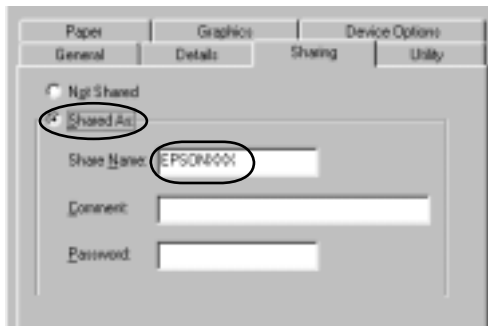 Paper Graphics Device Options
General Details Sharing Utility
Not Shared
Shared As:
Share Name: EPSONXXX
Comment:
Password: